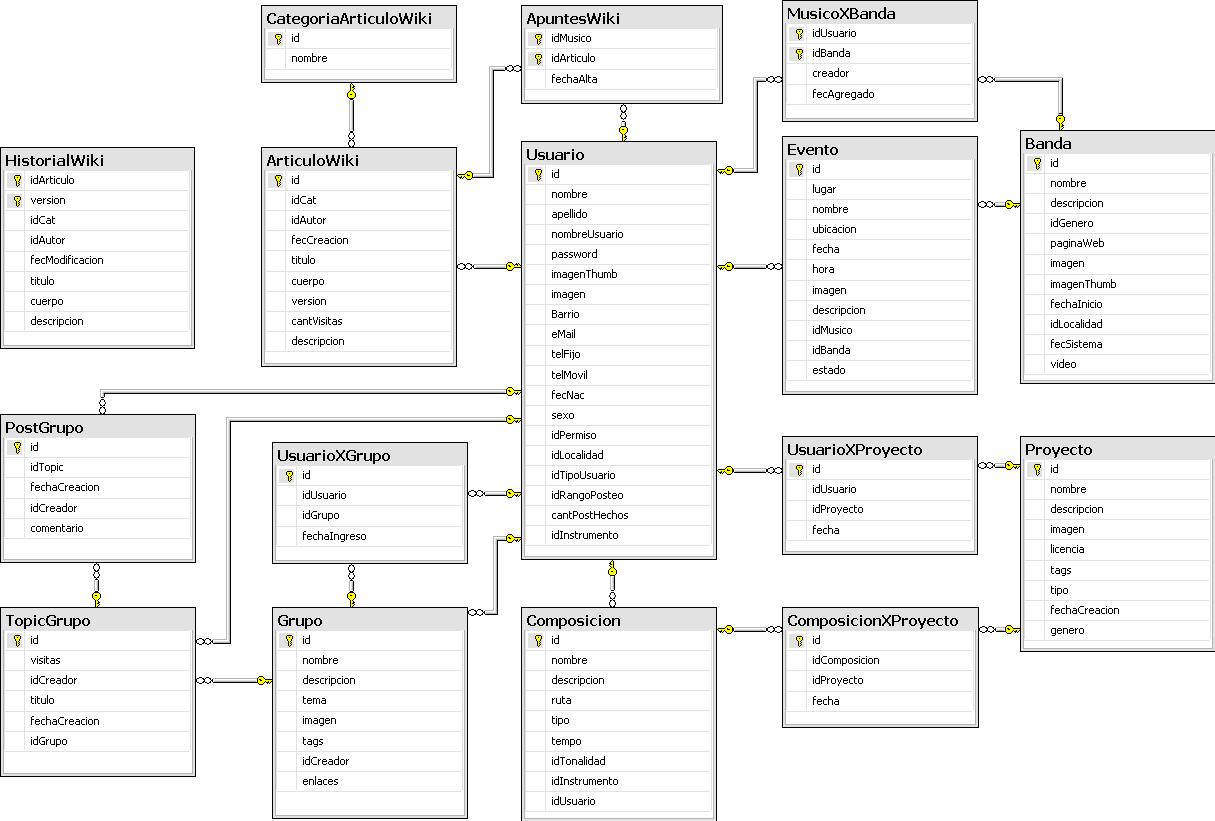 CategoriaArticuloWiki
id
nombre
ApuntesWiki
idMusico
idArticulo
fechaAlta
MusicoXBanda
idUsuario
idBanda
creador
fecAgregado
HistorialWiki
idArticulo
version
idCat
idAutor
fecModificacion
titulo
cuerpo
descripcion
ArticuloWiki
id
idCat
idAutor
fecCreacion
titulo
cuerpo
version
cantVisitas
descripcion
Usuario
id
nombre
apellido
nombreUsuario
password
imagenThumb
imagen
Barrio
eMail
telFijo
telMovil
fecNac
sexo
idPermiso
idLocalidad
idTipoUsuario
idRangoPosteo
cantPostHechos
idInstrumento
Evento
id
lugar
nombre
ubicacion
fecha
hora
imagen
descripcion
idMusico
idBanda
estado
Banda
id
nombre
descripcion
idGenero
paginaWeb
imagen
imagenThumb
fechaInicio
idLocalidad
fecSistema
video
PostGrupo
id
idTopic
fechaCreacion
idCreador
comentario
UsuarioXGrupo
id
idUsuario
idGrupo
fechaIngreso
UsuarioXProyecto
id
idUsuario
idProyecto
fecha
Proyecto
id
nombre
descripcion
imagen
licencia
tags
tipo
fechaCreacion
genero
TopicGrupo
id
visitas
idCreador
titulo
fechaCreacion
idGrupo
Grupo
id
nombre
descripcion
tema
imagen
tags
idCreador
enlaces
Composicion
id
nombre
descripcion
ruta
tipo
tempo
idTonalidad
idInstrumento
idUsuario
ComposicionXProyecto
id
idComposicion
idProyecto
fecha